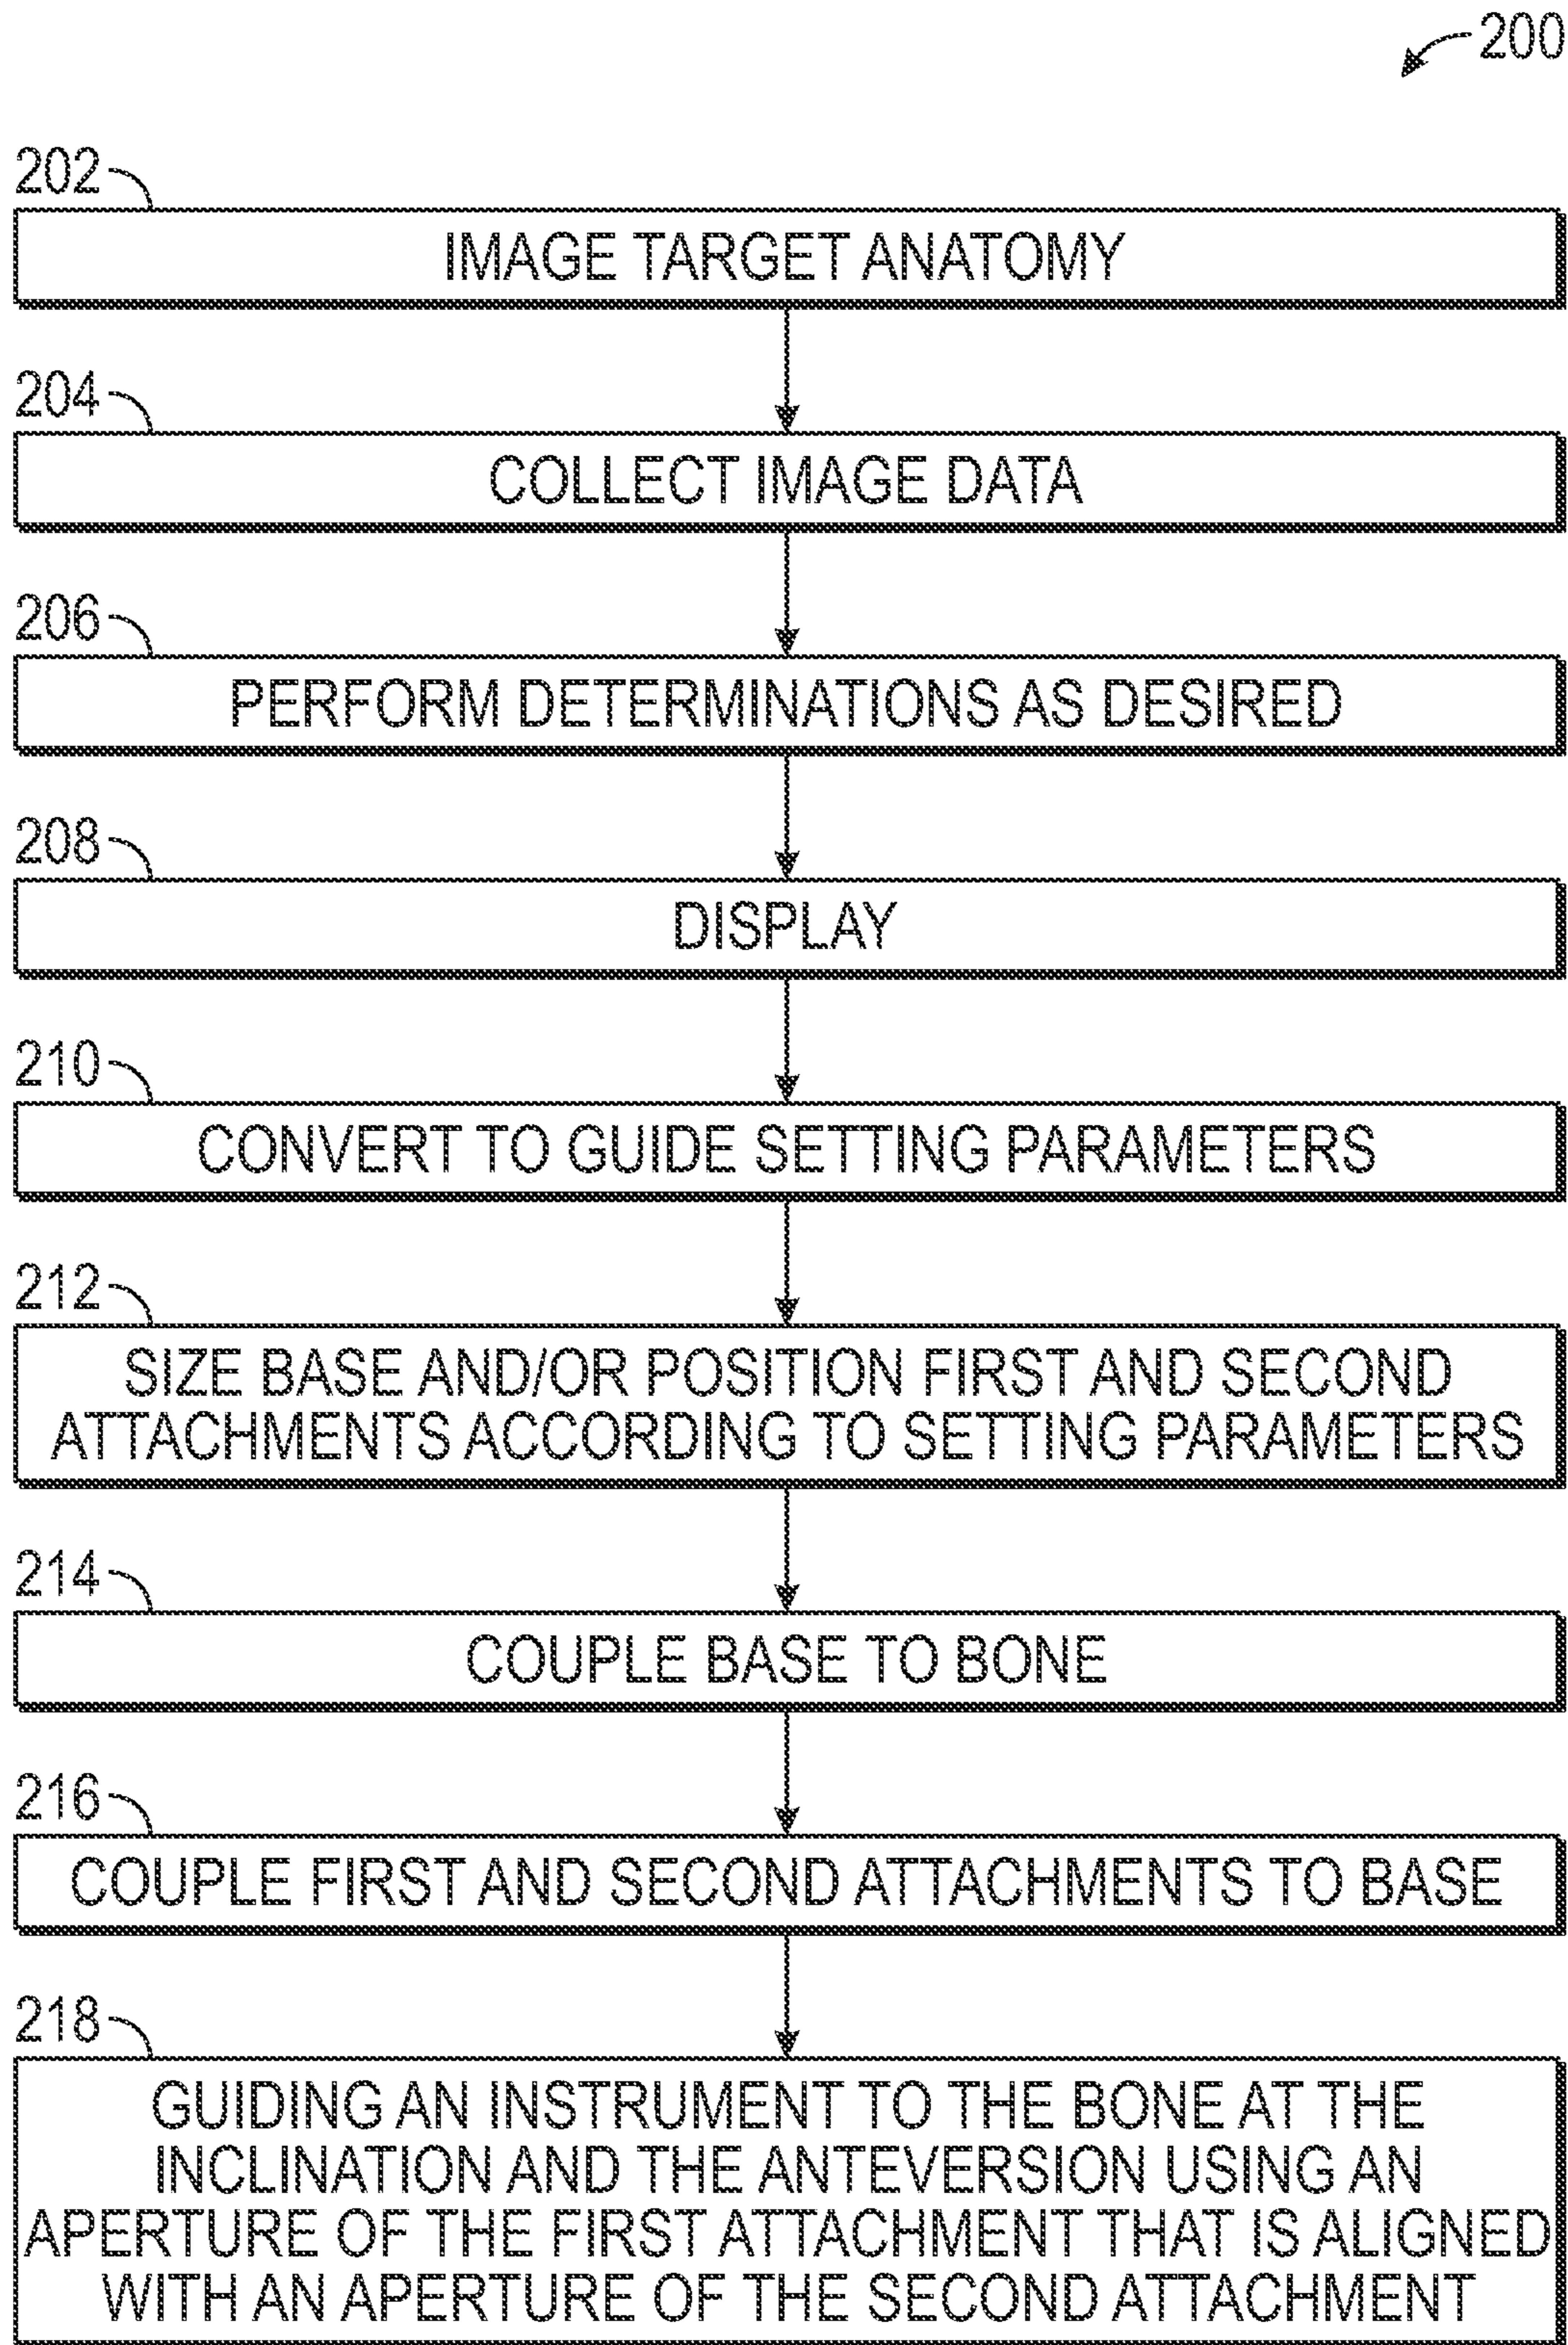 200
202
IMAGE TARGET ANATOMY
204
COLLECT IMAGE DATA
206
PERFORM DETERMINATIONS AS DESIRED
208
DISPLAY
210
CONVERT TO GUIDE SETTING PARAMETERS
212
SIZE BASE AND/OR POSITION FIRST AND SECOND
ATTACHMENTS ACCORDING TO SETTING PARAMETERS
214
COUPLE BASE TO BONE
216
COUPLE FIRST AND SECOND ATTACHMENTS TO BASE
218
GUIDING AN INSTRUMENT TO THE BONE AT THE
INCLINATION AND THE ANTEVERSION USING AN
APERTURE OF THE FIRST ATTACHMENT THAT IS ALIGNED
WITH AN APERTURE OF THE SECOND ATTACHMENT